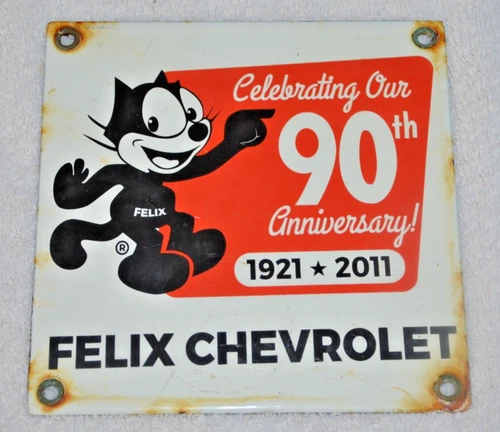 Celebrating Our
90th
Anniversary!
1921 ★ 2011
FELIX
®
FELIX CHEVROLET